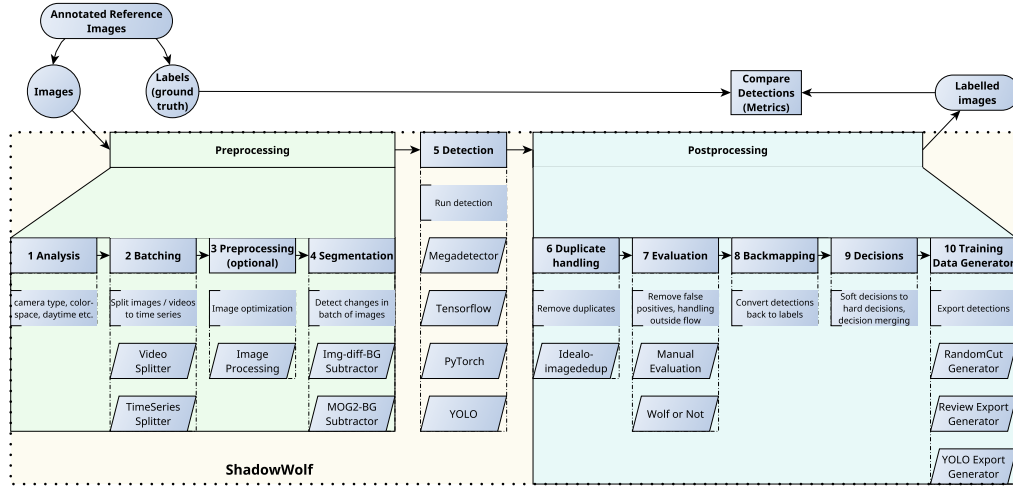 Annotated Reference
Images
Images
Labels
(ground
truth)
Compare
Detections
(Metrics)
Labelled
images
Preprocessing
5 Detection
Postprocessing
Run detection
Megadetector
Tensorflow
PyTorch
YOLO
1 Analysis
camera type, color-
space, daytime etc.
2 Batching
Split images / videos
to time series
Video
Splitter
TimeSeries
Splitter
3 Preprocessing
(optional)
Image optimization
Image
Processing
4 Segmentation
Detect changes in
batch of images
Img-diff-BG
Subtractor
MOG2-BG
Subtractor
6 Duplicate
handling
Remove duplicates
Idealo-
imagededup
7 Evaluation
Remove false
positives, handling
outside flow
Manual
Evaluation
Wolf or Not
8 Backmapping
Convert detections
back to labels
9 Decisions
Soft decisions to
hard decisions,
decision merging
10 Training
Data Generator
Export detections
RandomCut
Generator
Review Export
Generator
YOLO Export
Generator
ShadowWolf